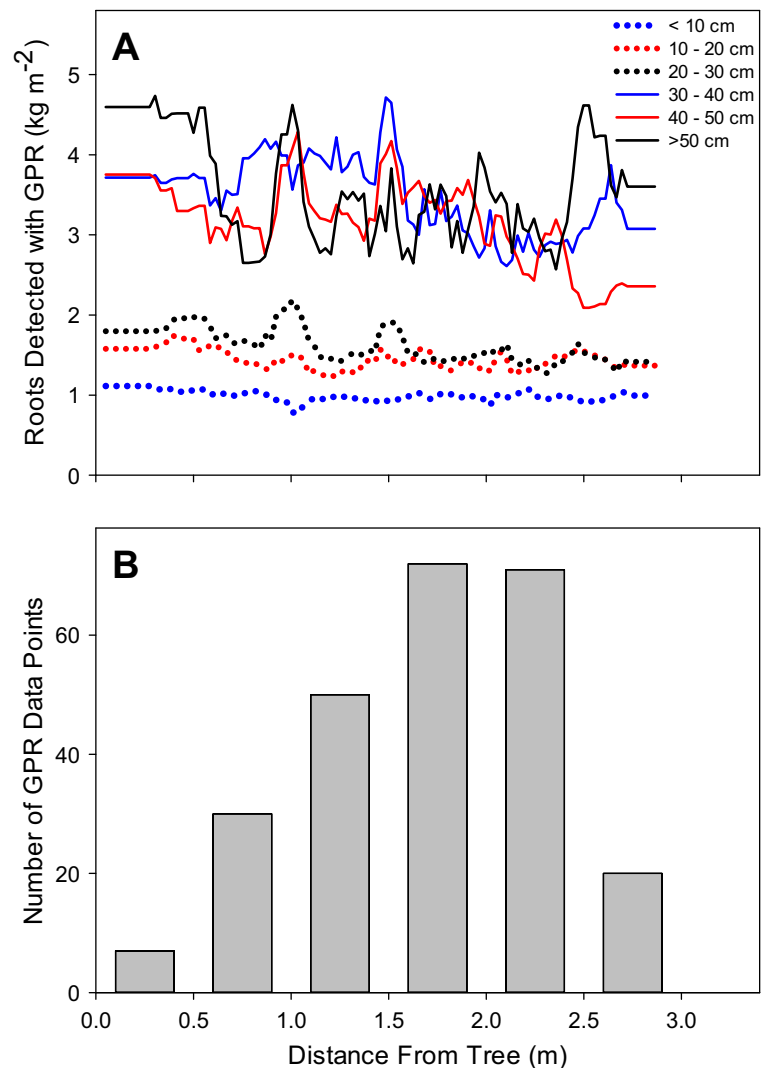 A
< 10 cm
10 - 20 cm
20 - 30 cm
30 - 40 cm
40 - 50 cm
>50 cm
Roots Detected with GPR (kg m⁻²)
5
4
3
2
1
0
B
Number of GPR Data Points
60
40
20
0
0.0 0.5 1.0 1.5 2.0 2.5 3.0
Distance From Tree (m)